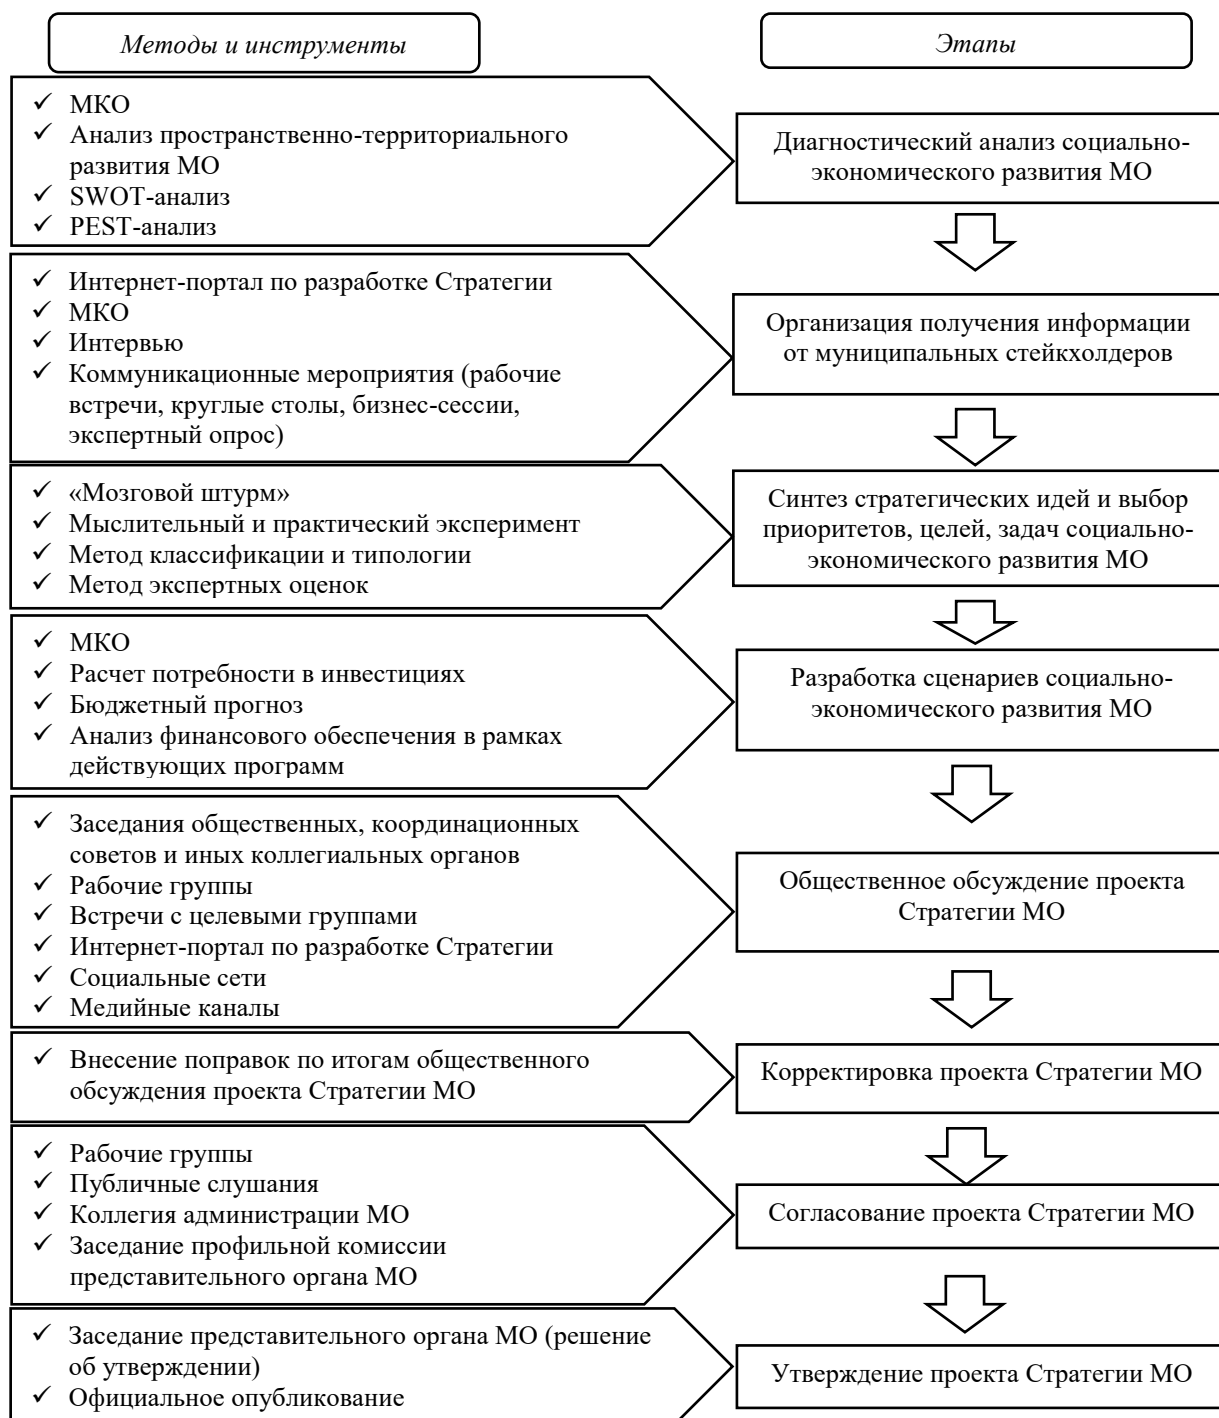 Методы и инструменты
Этапы
✓ МКО
✓ Анализ пространственно-территориального
развития МО
✓ SWOT-анализ
✓ PEST-анализ
Диагностический анализ социально-
экономического развития МО
✓ Интернет-портал по разработке Стратегии
✓ МКО
✓ Интервью
✓ Коммуникационные мероприятия (рабочие
встречи, круглые столы, бизнес-сессии,
экспертный опрос)
Организация получения информации
от муниципальных стейкхолдеров
✓ «Мозговой штурм»
✓ Мыслительный и практический эксперимент
✓ Метод классификации и типологии
✓ Метод экспертных оценок
Синтез стратегических идей и выбор
приоритетов, целей, задач социально-
экономического развития МО
✓ МКО
✓ Расчет потребности в инвестициях
✓ Бюджетный прогноз
✓ Анализ финансового обеспечения в рамках
действующих программ
Разработка сценариев социально-
экономического развития МО
✓ Заседания общественных, координационных
советов и иных коллегиальных органов
✓ Рабочие группы
✓ Встречи с целевыми группами
✓ Интернет-портал по разработке Стратегии
✓ Социальные сети
✓ Медийные каналы
Общественное обсуждение проекта
Стратегии МО
✓ Внесение поправок по итогам общественного
обсуждения проекта Стратегии МО
Корректировка проекта Стратегии МО
✓ Рабочие группы
✓ Публичные слушания
✓ Коллегия администрации МО
✓ Заседание профильной комиссии
представительного органа МО
Согласование проекта Стратегии МО
✓ Заседание представительного органа МО (решение
об утверждении)
✓ Официальное опубликование
Утверждение проекта Стратегии МО